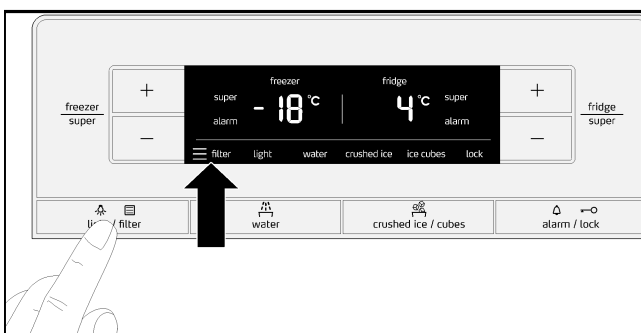 freezer fridge
super super
- 18 °C 4 °C
alarm alarm
freezer
super
+
−
+
−
fridge
super
filter light water crushed ice ice cubes lock
light / filter water crushed ice / cubes alarm / lock